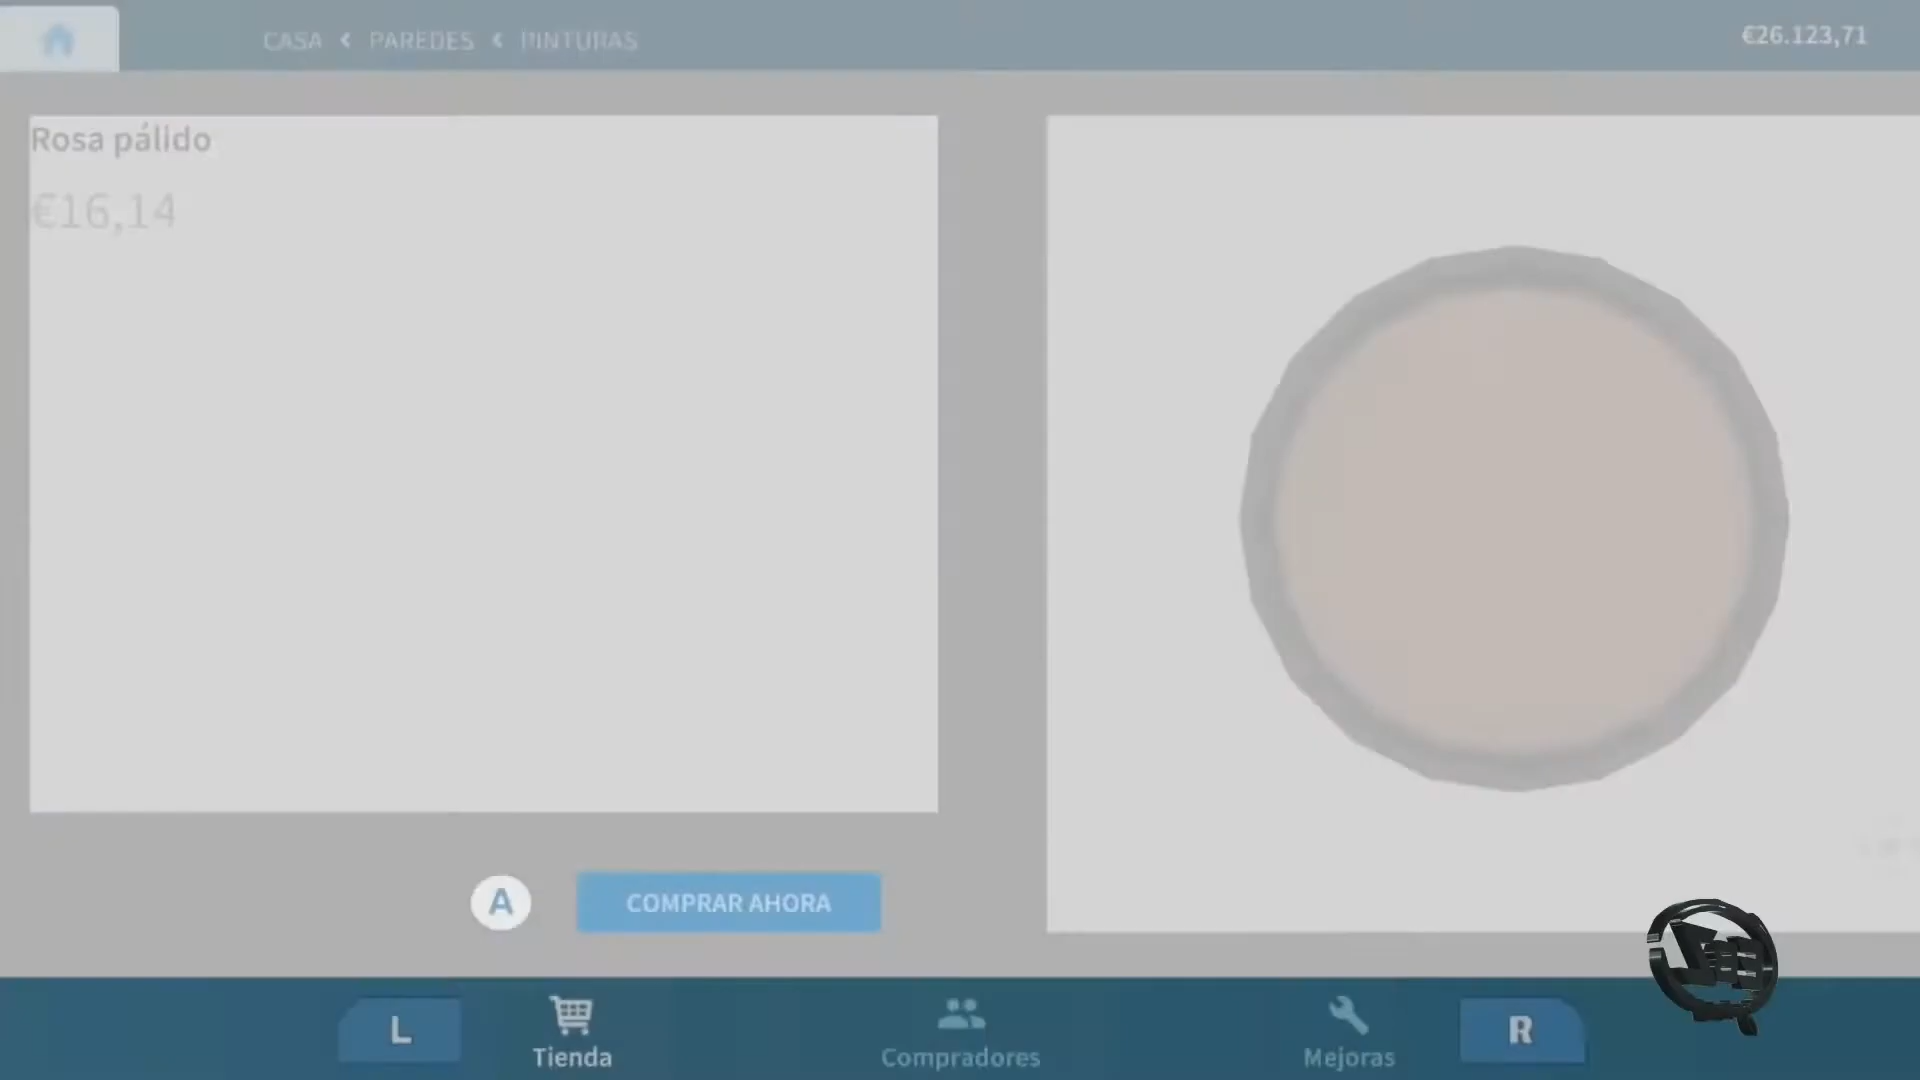 CASA < PAREDES < PINTURAS
€26.123,71
Rosa pálido
€16,14
A COMPRAR AHORA
L Tienda Compradores Mejoras R